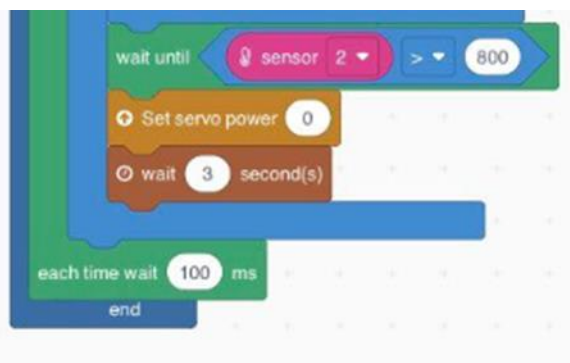 wait until sensor 2 > 800
Set servo power 0
wait 3 second(s)
each time wait 100 ms
end